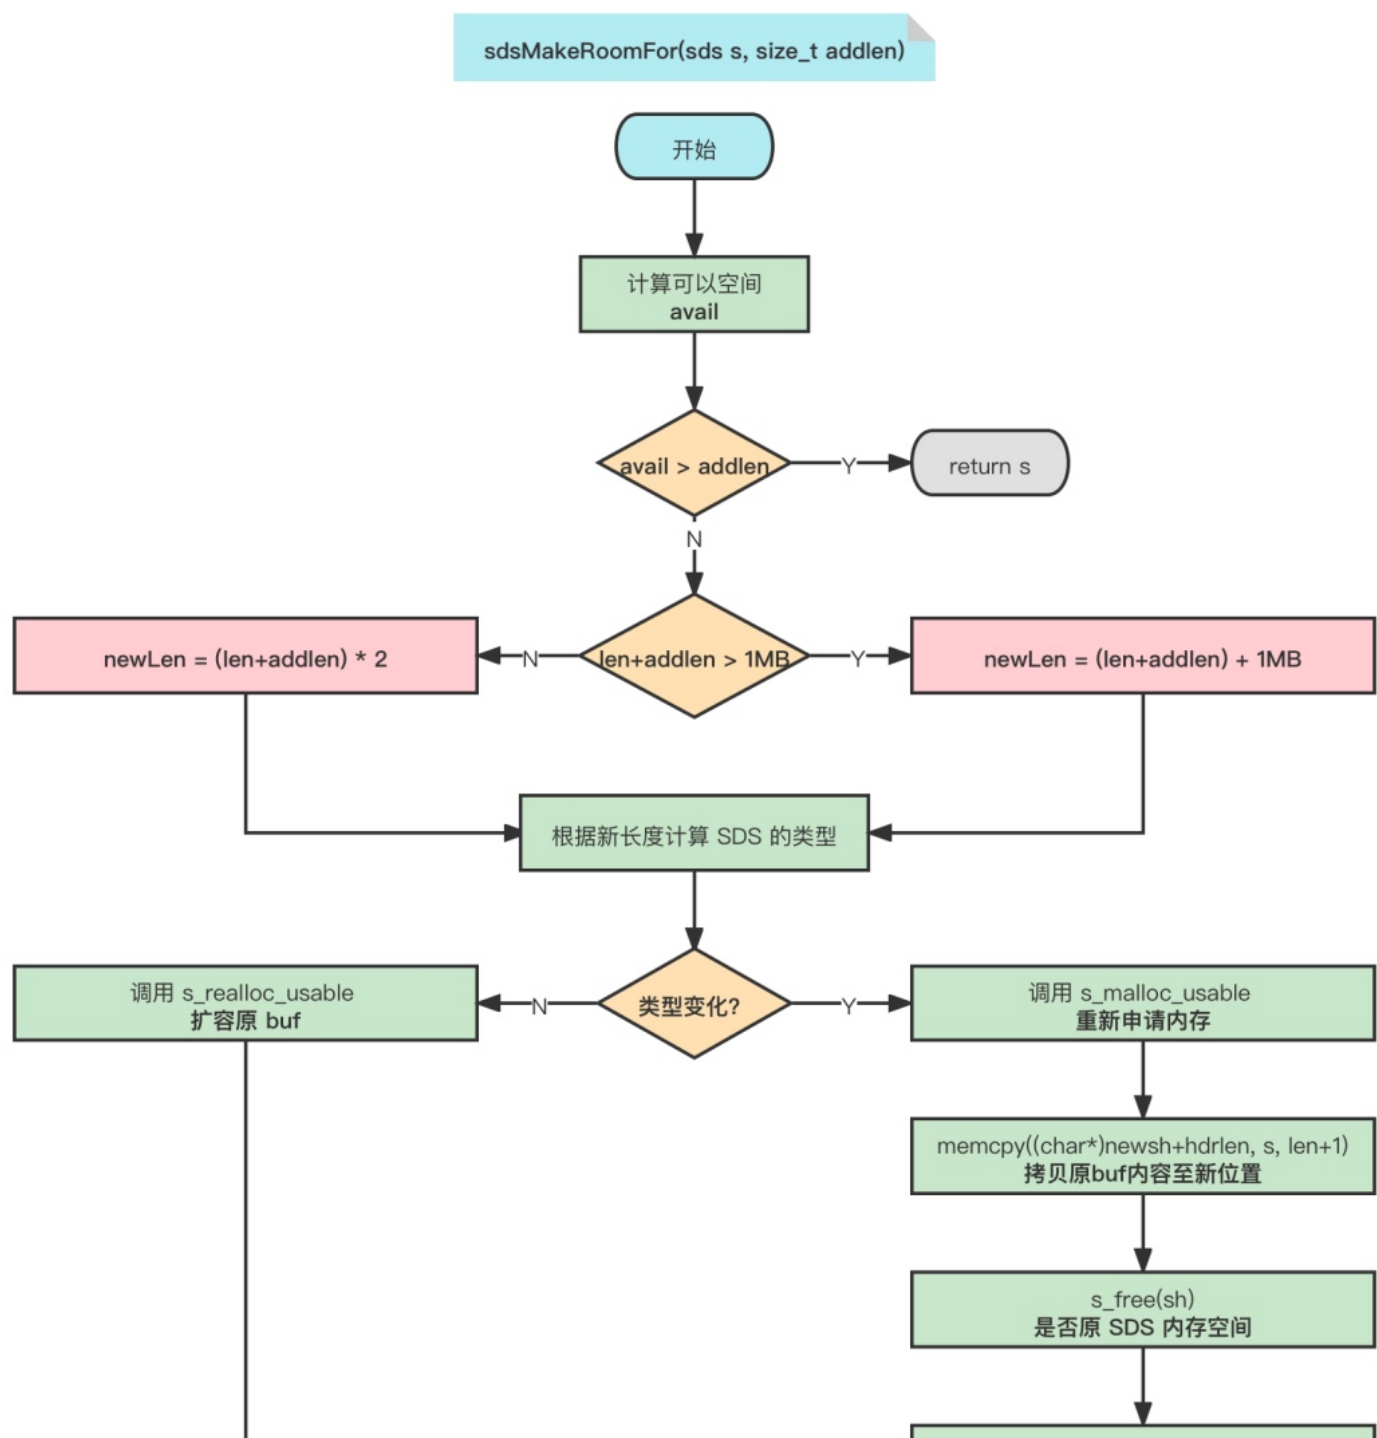 sdsMakeRoomFor(sds s, size_t addlen)
开始
计算可以空间
avail
avail > addlen
Y
return s
N
newLen = (len+addlen) * 2
N
len+addlen > 1MB
Y
newLen = (len+addlen) + 1MB
根据新长度计算 SDS 的类型
调用 s_realloc_usable
扩容原 buf
N
类型变化?
Y
调用 s_malloc_usable
重新申请内存
memcpy((char*)newsh+hdrlen, s, len+1)
拷贝原buf内容至新位置
s_free(sh)
是否原 SDS 内存空间